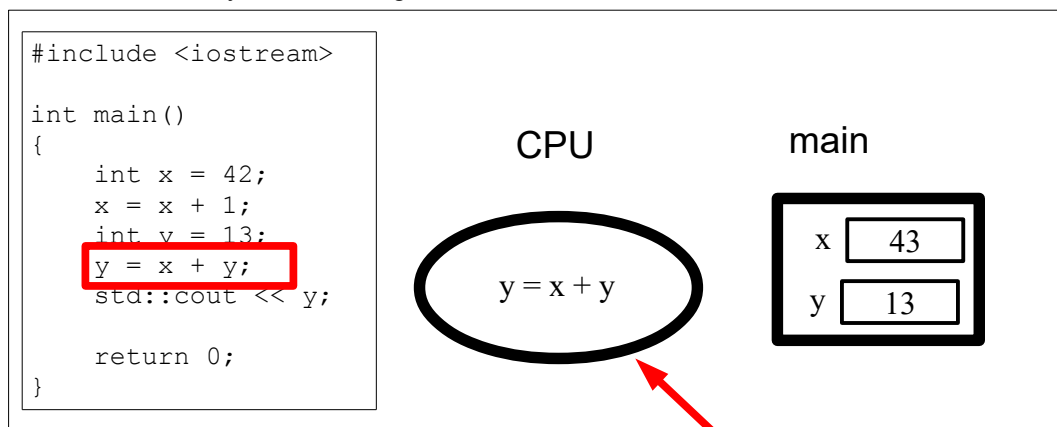 #include <iostream>
int main()
{
    int x = 42;
    x = x + 1;
    int y = 13;
    y = x + y;
    std::cout << y;
    return 0;
}
CPU
y = x + y
main
x 43
y 13